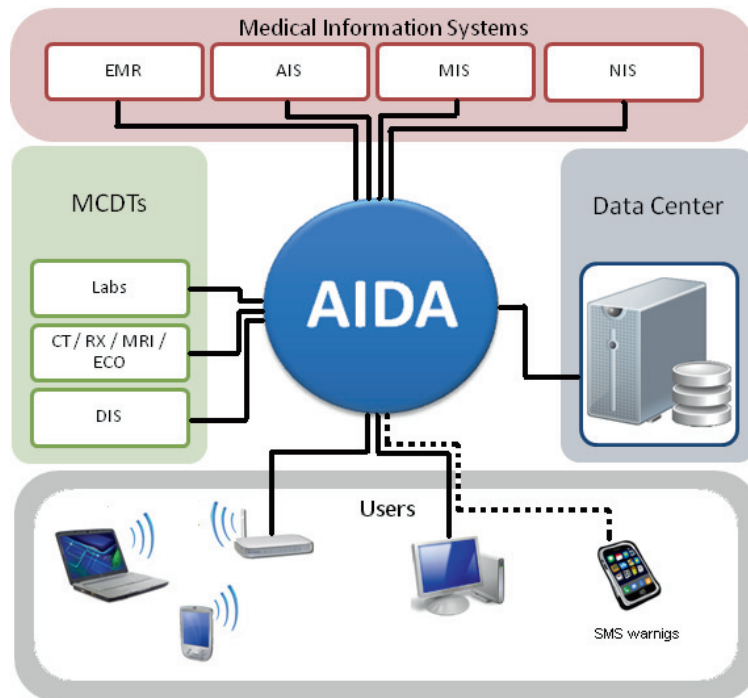 Medical Information Systems
EMR
AIS
MIS
NIS
MCDTs
Labs
CT / RX / MRI /
ECO
DIS
AIDA
Data Center
Users
SMS warnigs